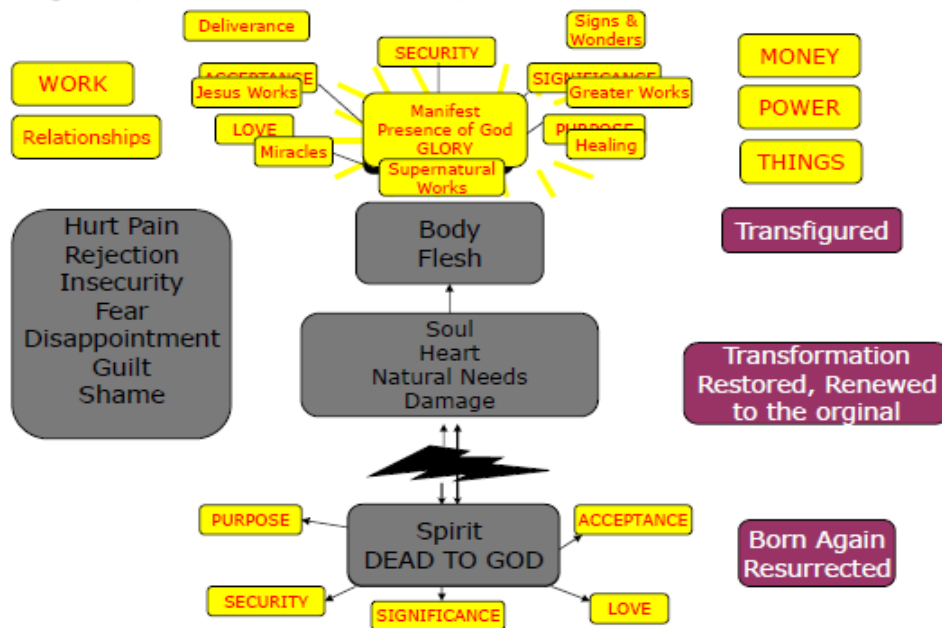 Deliverance
Signs &
Wonders
SECURITY
MONEY
WORK
ACCEPTANCE
SIGNIFICANCE
Jesus Works
Greater Works
Manifest
Presence of God
GLORY
POWER
Relationships
LOVE
PURPOSE
Miracles
Healing
Supernatural
Works
THINGS
Hurt Pain
Rejection
Insecurity
Fear
Disappointment
Guilt
Shame
Body
Flesh
Transfigured
Soul
Heart
Natural Needs
Damage
Transformation
Restored, Renewed
to the orginal
PURPOSE
ACCEPTANCE
Spirit
DEAD TO GOD
Born Again
Resurrected
SECURITY
SIGNIFICANCE
LOVE